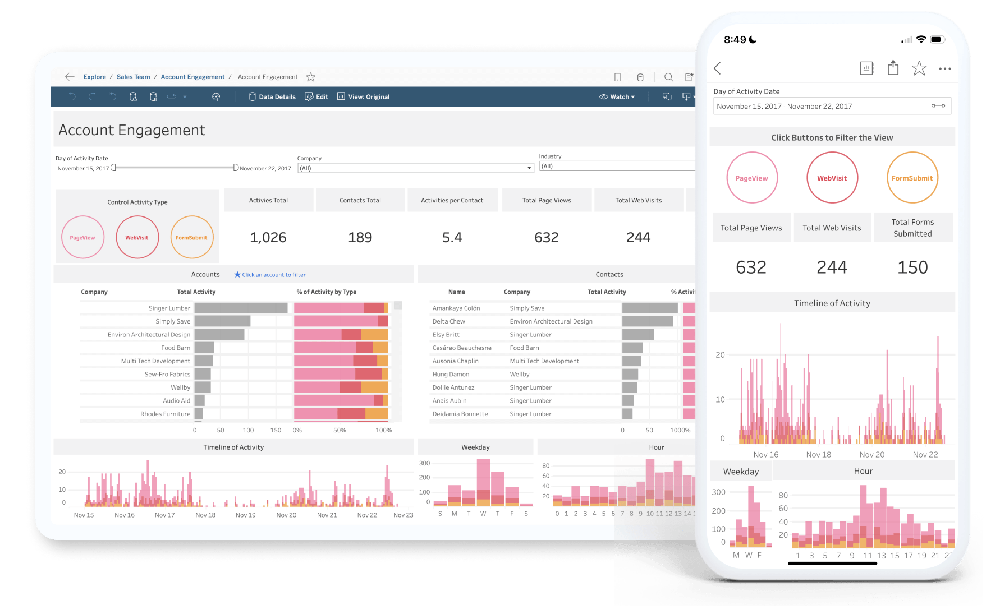 Explore / Sales Team / Account Engagement / Account Engagement
Data Details Edit View: Original Watch
Account Engagement
Day of Activity Date
November 15, 2017 November 22, 2017
Company
(All)
Industry
(All)
Control Activity Type
PageView WebVisit FormSubmit
Activies Total Contacts Total Activities per Contact Total Page Views Total Web Visits
1,026 189 5.4 632 244
Accounts Click an account to filter
Company Total Activity % of Activity by Type
Singer Lumber
Simply Save
Environ Architectural Design
Food Barn
Multi Tech Development
Sew-Fro Fabrics
Wellby
Audio Aid
Rhodes Furniture
0 50 100 150 0% 50% 100%
Contacts
Name Company Total Activity % Activi
Amankaya Colón Simply Save
Delta Chew Environ Architectural Design
Elsy Britt Singer Lumber
Cesáreo Beauchesne Food Barn
Ausonia Chaplin Multi Tech Development
Hung Damon Wellby
Dollie Antunez Singer Lumber
Anais Aubin Singer Lumber
Deidamia Bonnette Singer Lumber
0 50 1000%
Timeline of Activity
20
10
0
Nov 15 Nov 16 Nov 17 Nov 18 Nov 19 Nov 20 Nov 21 Nov 22 Nov 23
Weekday
300
200
100
0
S M T W T F S
Hour
80
60
40
20
0 1 2 3 4 5 6 7 8 9 10 11 12 13 14
8:49
Day of Activity Date
November 15, 2017 - November 22, 2017
Click Buttons to Filter the View
PageView WebVisit FormSubmit
Total Page Views Total Web Visits Total Forms
Submitted
632 244 150
Timeline of Activity
20
10
0
Nov 16 Nov 18 Nov 20 Nov 22
Weekday
300
200
100
0
M W F
Hour
80
60
40
20
1 3 5 7 9 11 13 15 17 19 21